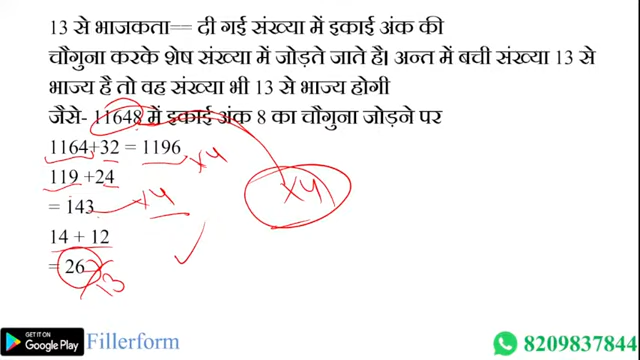 13 से भाजकता== दी गई संख्या में इकाई अंक की
चौगुना करके शेष संख्या में जोड़ते जाते है। अन्त में बची संख्या 13 से
भाज्य है तो वह संख्या भी 13 से भाज्य होगी
जैसे- 11648 में इकाई अंक 8 का चौगुना जोड़ने पर
1164+32 = 1196
×4
119 +24
×4
= 143
×4
14 + 12
= 26
13
GET IT ON
Google Play
Fillerform
8209837844